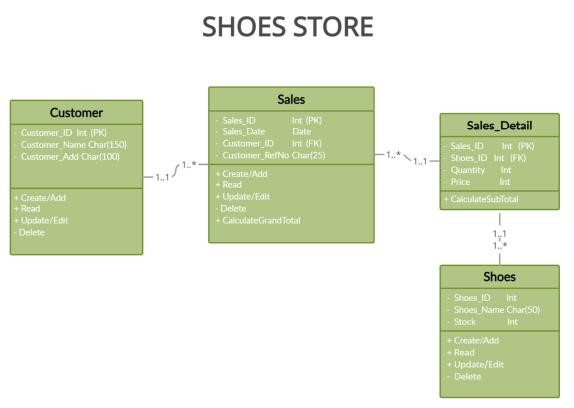 SHOES STORE
Customer
- Customer_ID Int (PK)
- Customer_Name Char(150)
- Customer_Add Char(100)
+ Create/Add
+ Read
+ Update/Edit
- Delete
1..1
1..*
Sales
- Sales_ID Int (PK)
- Sales_Date Date
- Customer_ID Int (FK)
- Customer_RefNo Char(25)
+ Create/Add
+ Read
+ Update/Edit
- Delete
+ CalculateGrandTotal
1..*
1..1
Sales_Detail
- Sales_ID Int (PK)
- Shoes_ID Int (FK)
- Quantity Int
- Price Int
+ CalculateSubTotal
1..1
1..*
Shoes
- Shoes_ID Int
- Shoes_Name Char(50)
- Stock Int
+ Create/Add
+ Read
+ Update/Edit
- Delete